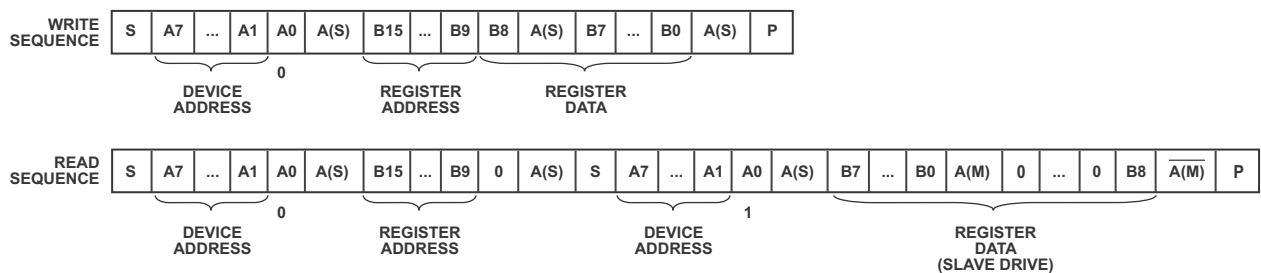 WRITE SEQUENCE S A7 ... A1 A0 A(S) B15 ... B9 B8 A(S) B7 ... B0 A(S) P
0
DEVICE ADDRESS REGISTER ADDRESS REGISTER DATA
READ SEQUENCE S A7 ... A1 A0 A(S) B15 ... B9 0 A(S) S A7 ... A1 A0 A(S) B7 ... B0 A(M) 0 ... 0 B8 A(M) P
0 1
DEVICE ADDRESS REGISTER ADDRESS DEVICE ADDRESS REGISTER DATA (SLAVE DRIVE)